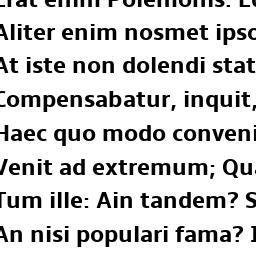 Erat enim Polemonis. E
Aliter enim nosmet ipso
At iste non dolendi stat
Compensabatur, inquit,
Haec quo modo conveni
Venit ad extremum; Qua
Tum ille: Ain tandem? S
An nisi populari fama? I